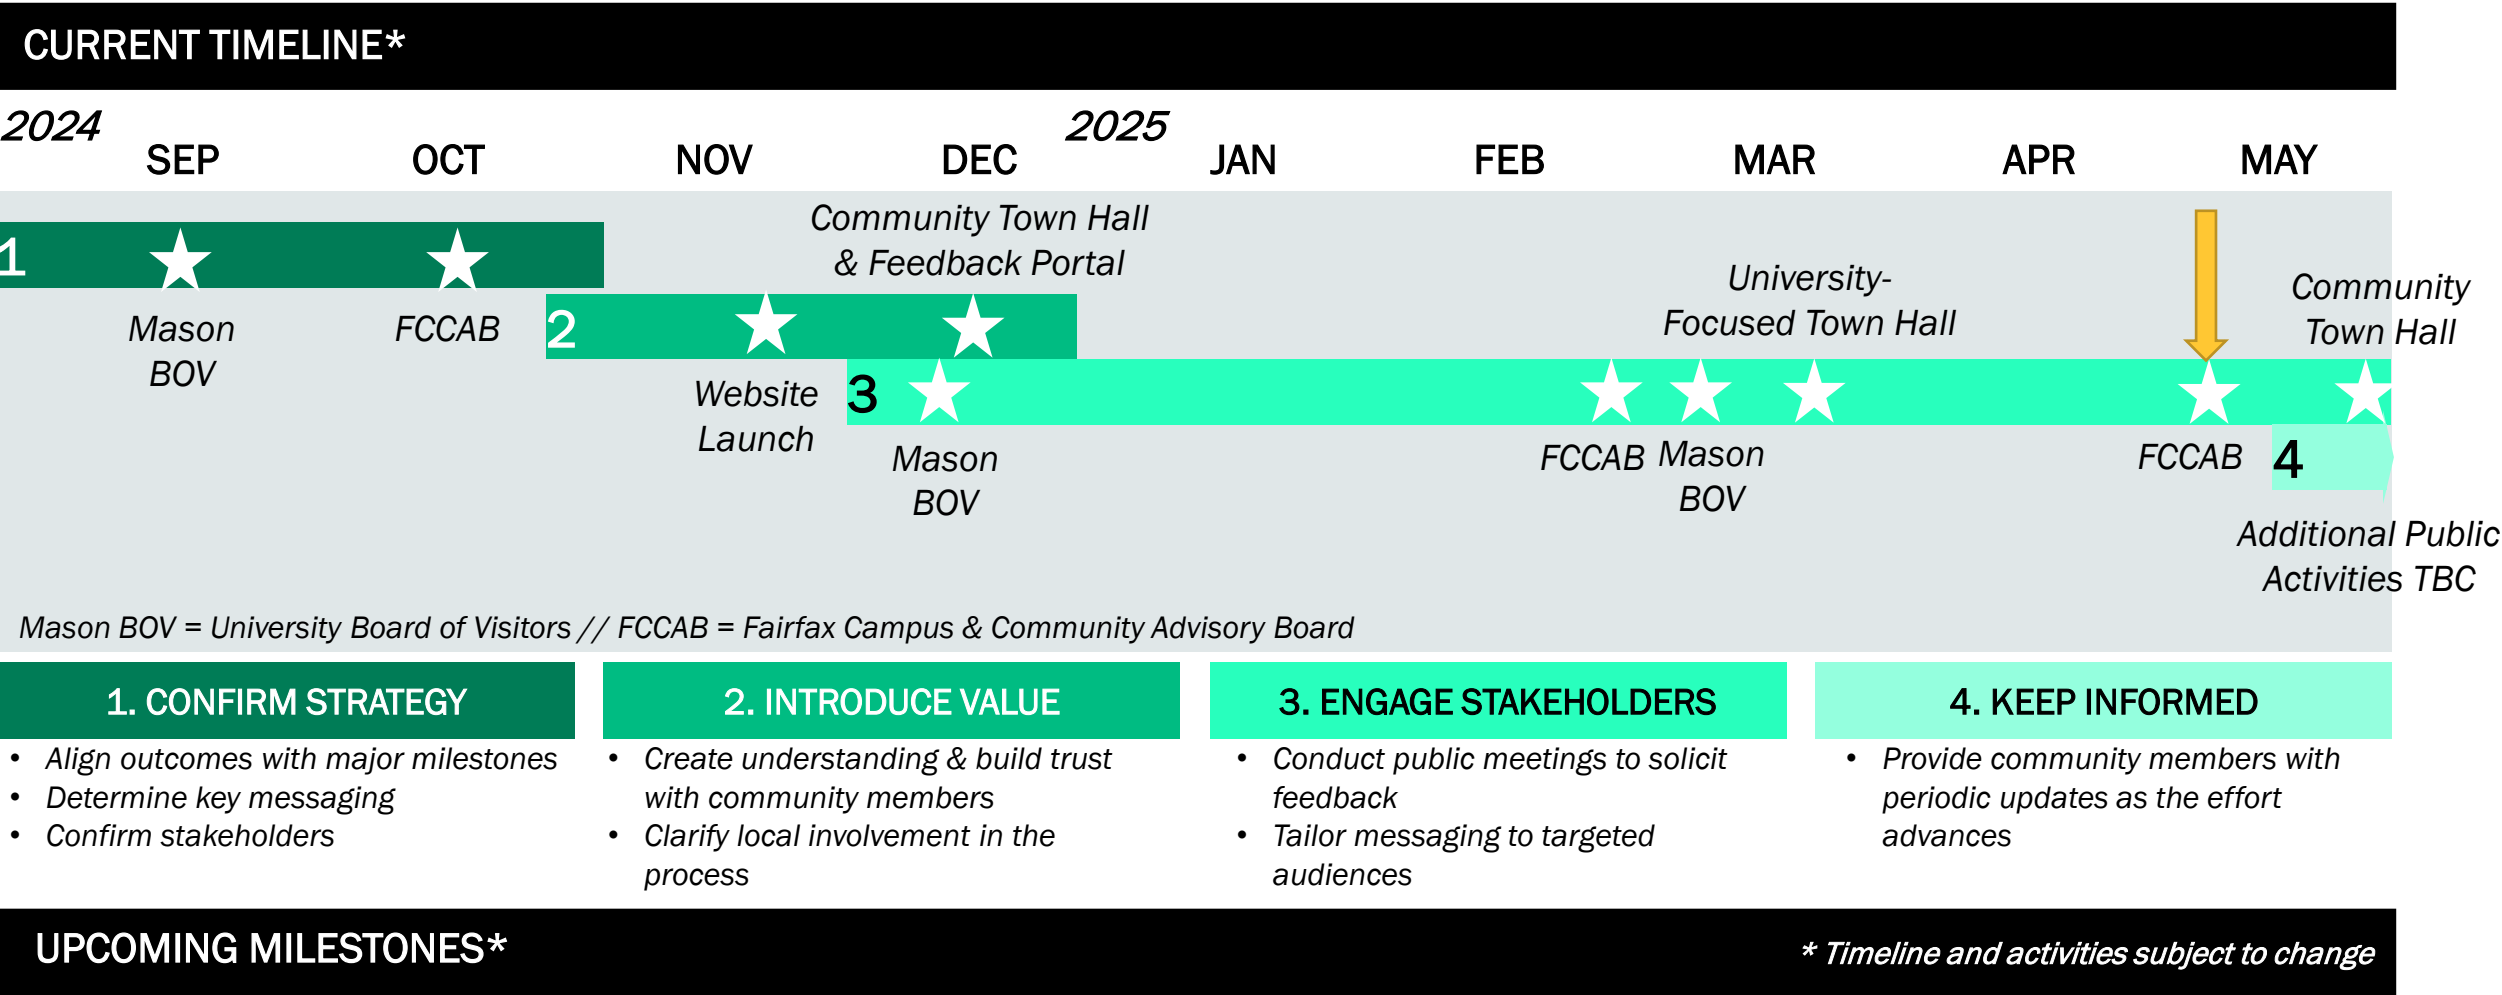 CURRENT TIMELINE*
2024
2025
SEP
OCT
NOV
DEC
JAN
FEB
MAR
APR
MAY
1
Mason
BOV
FCCAB
2
Community Town Hall
& Feedback Portal
Website
Launch
3
Mason
BOV
University-
Focused Town Hall
FCCAB
Mason
BOV
FCCAB
Community
Town Hall
4
Additional Public
Activities TBC
Mason BOV = University Board of Visitors // FCCAB = Fairfax Campus & Community Advisory Board
1. CONFIRM STRATEGY
• Align outcomes with major milestones
• Determine key messaging
• Confirm stakeholders
2. INTRODUCE VALUE
• Create understanding & build trust
with community members
• Clarify local involvement in the
process
3. ENGAGE STAKEHOLDERS
• Conduct public meetings to solicit
feedback
• Tailor messaging to targeted
audiences
4. KEEP INFORMED
• Provide community members with
periodic updates as the effort
advances
UPCOMING MILESTONES*
* Timeline and activities subject to change